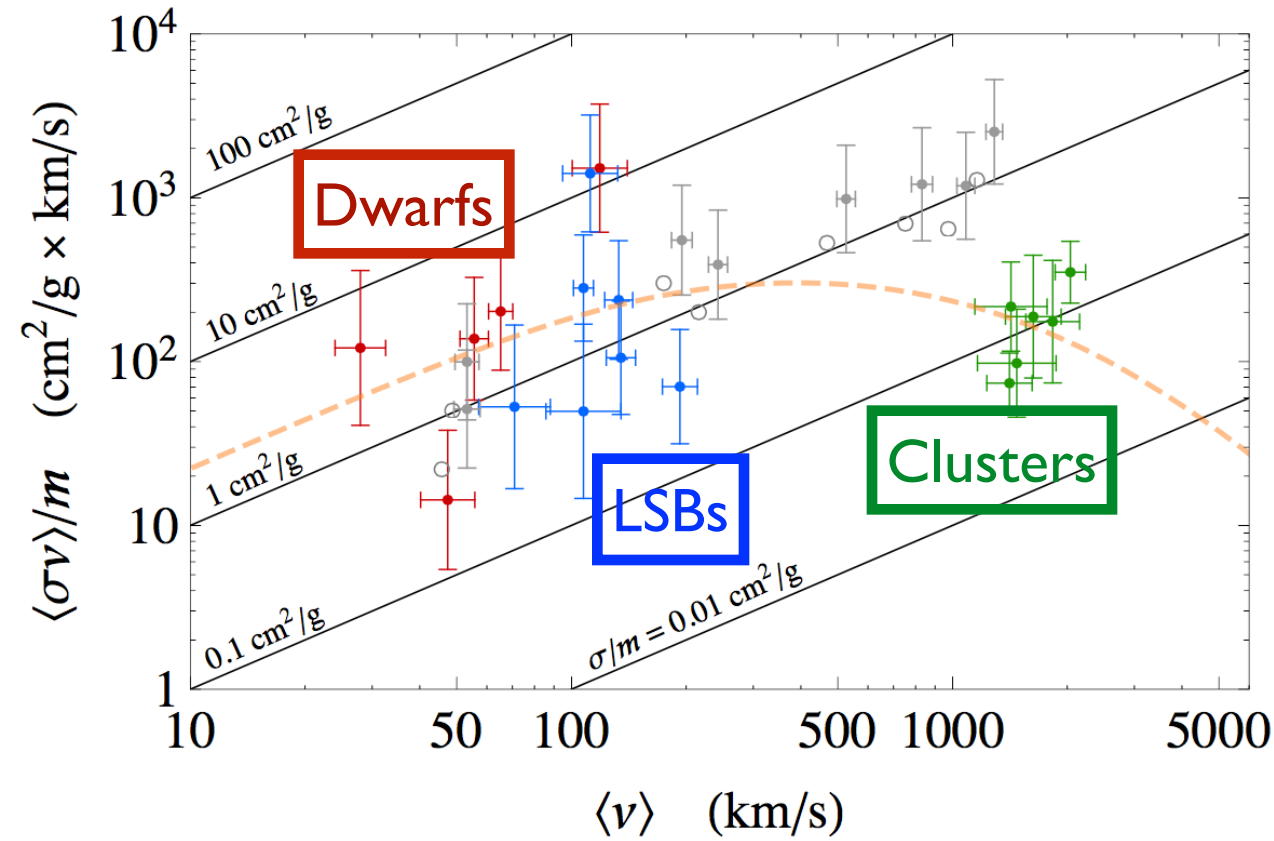 10⁴
10³
10²
10
1
⟨σv⟩/m (cm²/g × km/s)
100 cm²/g
10 cm²/g
1 cm²/g
0.1 cm²/g
σ/m = 0.01 cm²/g
Dwarfs
LSBs
Clusters
10 50 100 500 1000 5000
⟨v⟩ (km/s)